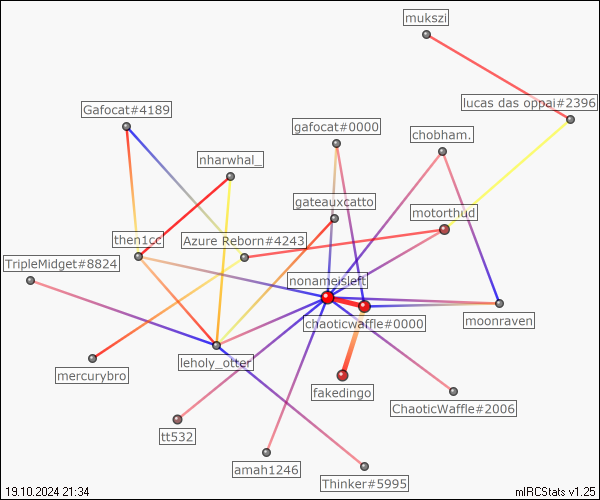 mukszi
lucas das oppai#2396
Gafocat#4189
gafocat#0000
chobham.
nharwhal_
gateauxcatto
motorthud
then1cc
Azure Reborn#4243
TripleMidget#8824
nonameisleft
chaoticwaffle#0000
moonraven
leholy_otter
mercurybro
fakedingo
ChaoticWaffle#2006
tt532
amah1246
Thinker#5995
19.10.2024 21:34
mIRCStats v1.25